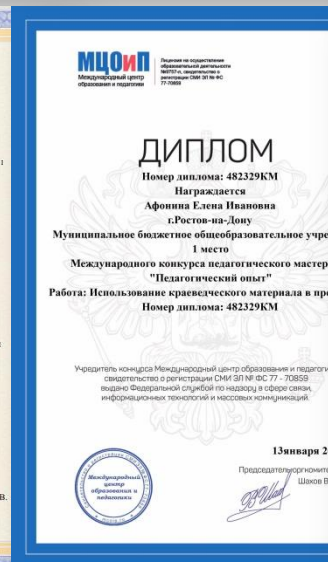 МЦОиП
Международный центр
образования и педагогики
Лицензия на осуществление
образовательной деятельности
№9757-л, свидетельство о
регистрации СМИ ЭЛ № ФС
77-70859
ДИПЛОМ
Номер диплома: 482329КМ
Награждается
Афонина Елена Ивановна
г.Ростов-на-Дону
Муниципальное бюджетное общеобразовательное учре
1 место
Международного конкурса педагогического мастер
"Педагогический опыт"
Работа: Использование краеведческого материала в пр
Номер диплома: 482329КМ
Учредитель конкурса Международный центр образования и педагоги
свидетельство о регистрации СМИ ЭЛ № ФС 77 - 70859
выдано Федеральной службой по надзору в сфере связи,
информационных технологий и массовых коммуникаций.
13января 2
Председатель оргкомите
Шахов В
Международный
центр
образования и
педагогики
в.